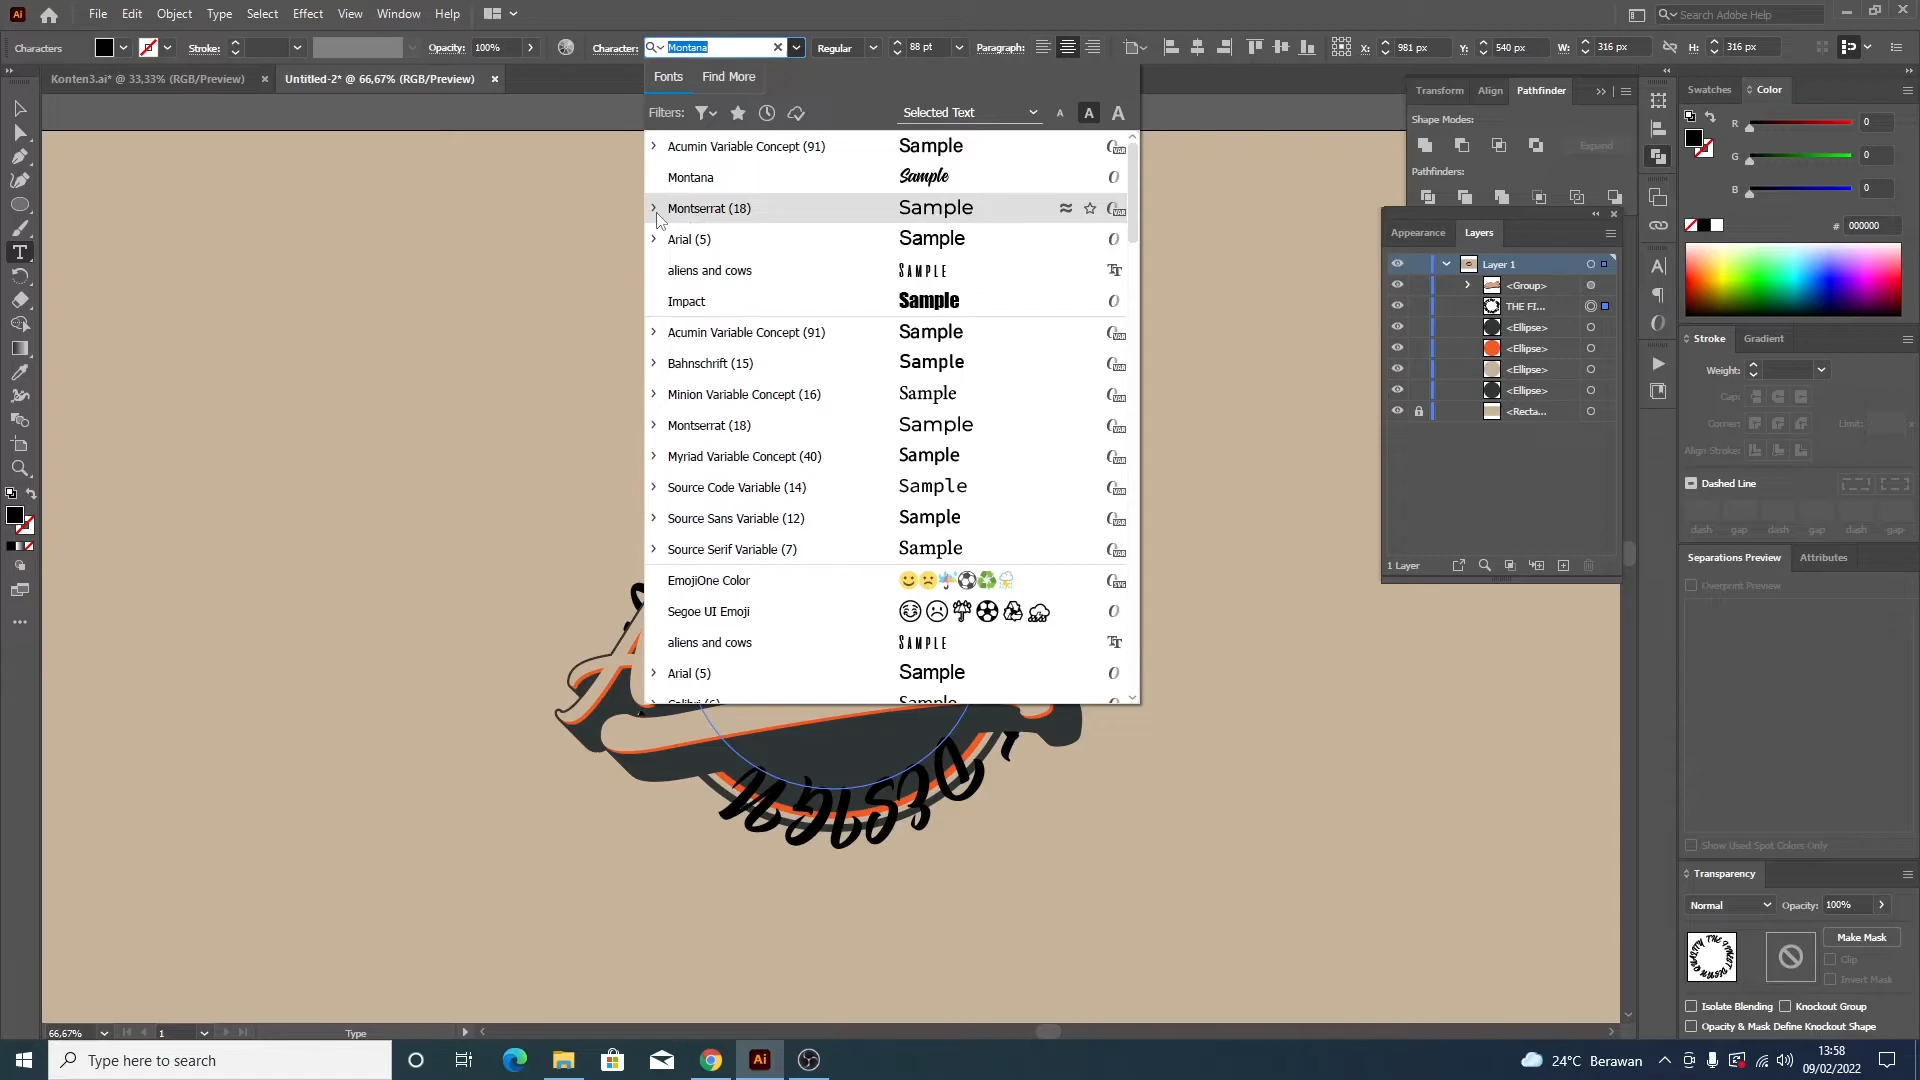 Ai File Edit Object Type Select Effect View Window Help Search Adobe Help
Characters Stroke: Opacity: 100% Character: Montana Regular 88 pt Paragraph: X: 981 px Y: 540 px W: 316 px H: 316 px
Konten3.ai* @ 33,33% (RGB/Preview) × Untitled-2* @ 66,67% (RGB/Preview) ×
Fonts Find More
Filters: Selected Text A A A
Acumin Variable Concept (91) Sample
Montana Sample
Montserrat (18) Sample
Arial (5) Sample
aliens and cows SAMPLE
Impact Sample
Acumin Variable Concept (91) Sample
Bahnschrift (15) Sample
Minion Variable Concept (16) Sample
Montserrat (18) Sample
Myriad Variable Concept (40) Sample
Source Code Variable (14) Sample
Source Sans Variable (12) Sample
Source Serif Variable (7) Sample
EmojiOne Color
Segoe UI Emoji
aliens and cows SAMPLE
Arial (5) Sample
Calibri (6) Sample
DESIGN
Transform Align Pathfinder
Shape Modes:
Expand
Pathfinders:
Appearance Layers
Layer 1
<Group>
THE FI...
<Ellipse>
<Ellipse>
<Ellipse>
<Ellipse>
<Recta...
1 Layer
Swatches Color
R 0
G 0
B 0
# 000000
Stroke Gradient
Weight:
Cap:
Corner: Limit: x
Align Stroke:
Dashed Line
dash gap dash gap dash gap
Separations Preview Attributes
Overprint Preview
Show Used Spot Colors Only
Transparency
Normal Opacity: 100%
THE FINEST DESIGN QUALITY
Make Mask
Clip
Invert Mask
Isolate Blending Knockout Group
Opacity & Mask Define Knockout Shape
66,67% 1 Type
Type here to search Ai 24°C Berawan 13:58
09/02/2022